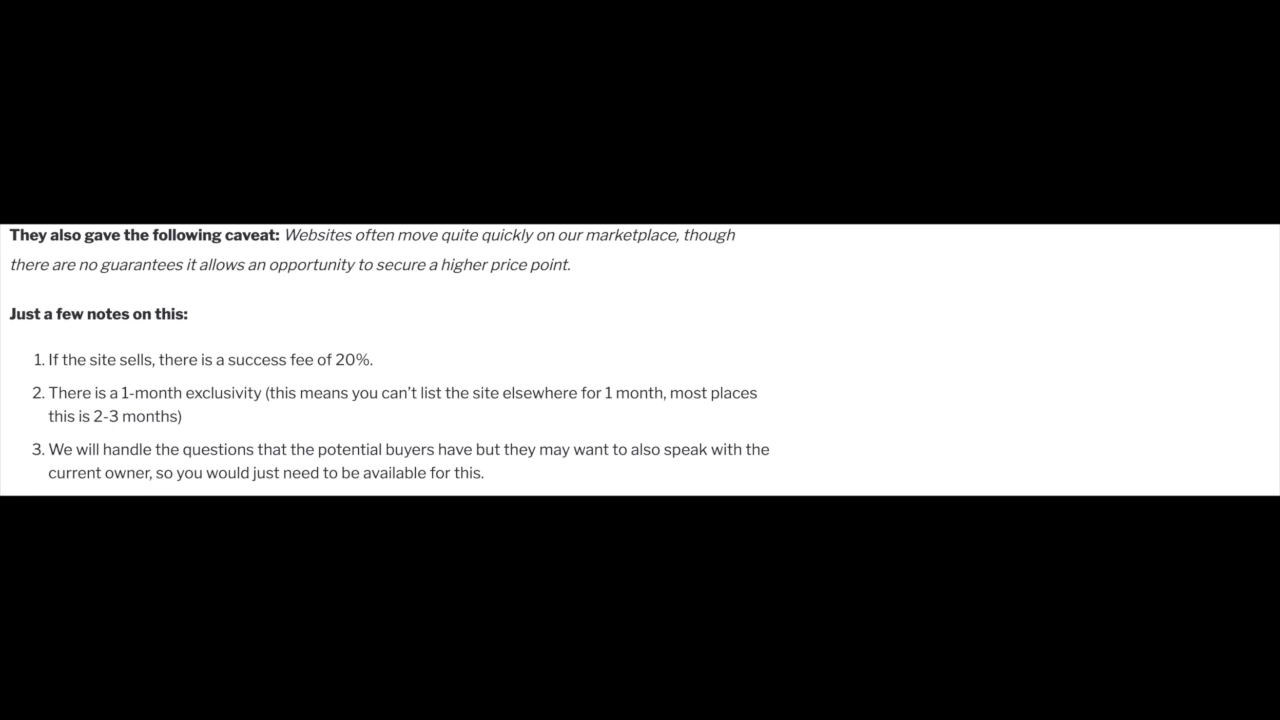 They also gave the following caveat: Websites often move quite quickly on our marketplace, though
there are no guarantees it allows an opportunity to secure a higher price point.
Just a few notes on this:
1. If the site sells, there is a success fee of 20%.
2. There is a 1-month exclusivity (this means you can’t list the site elsewhere for 1 month, most places
this is 2-3 months)
3. We will handle the questions that the potential buyers have but they may want to also speak with the
current owner, so you would just need to be available for this.